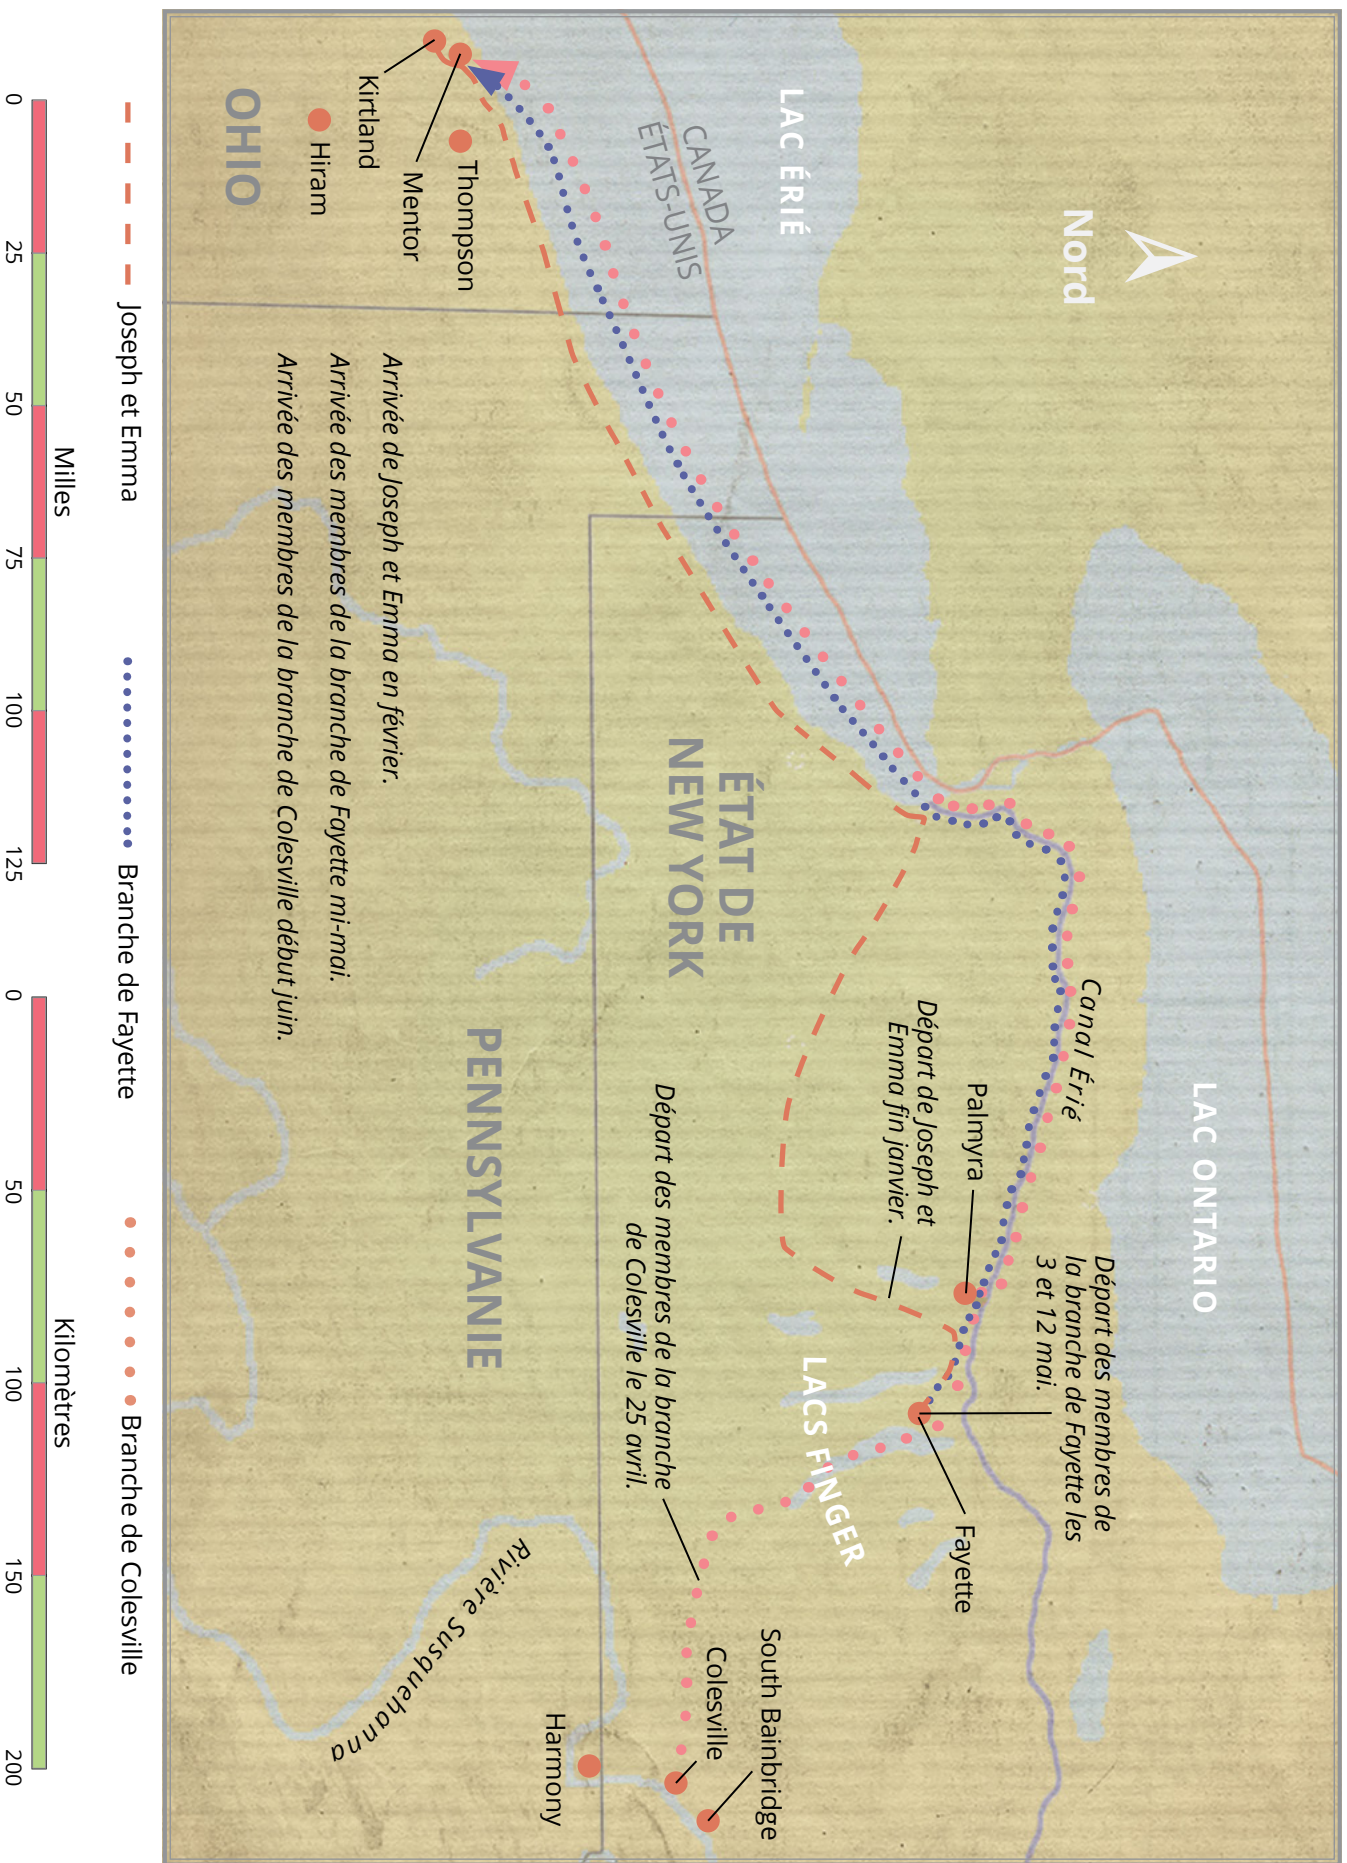 Nord
LAC ÉRIÉ
CANADA
ÉTATS-UNIS
LAC ONTARIO
Canal Érié
Départ des membres de
la branche de Fayette les
3 et 12 mai.
Palmyra
Départ de Joseph et
Emma fin janvier.
Fayette
LACS FINGER
ÉTAT DE
NEW YORK
Départ des membres de la branche
de Colesville le 25 avril.
South Bainbridge
Colesville
Harmony
Rivière Susquehanna
PENNSYLVANIE
Thompson
Mentor
Kirtland
Hiram
OHIO
Arrivée de Joseph et Emma en février.
Arrivée des membres de la branche de Fayette mi-mai.
Arrivée des membres de la branche de Colesville début juin.
Joseph et Emma
Branche de Fayette
Branche de Colesville
Milles
0 25 50 75 100 125
Kilomètres
0 50 100 150 200